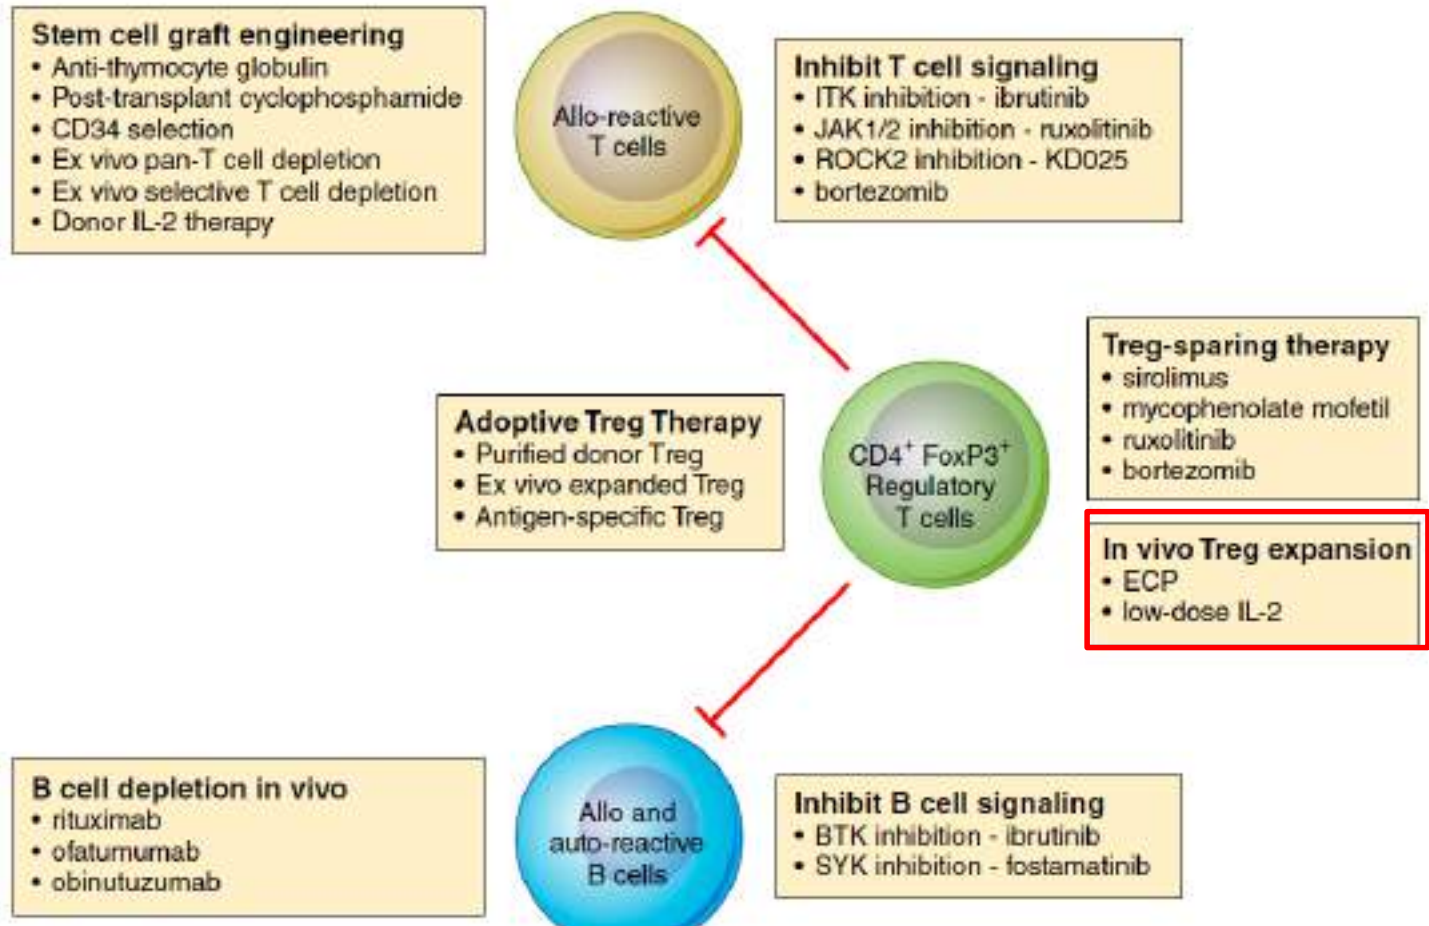 Stem cell graft engineering
• Anti-thymocyte globulin
• Post-transplant cyclophosphamide
• CD34 selection
• Ex vivo pan-T cell depletion
• Ex vivo selective T cell depletion
• Donor IL-2 therapy
Allo-reactive
T cells
Inhibit T cell signaling
• ITK inhibition - ibrutinib
• JAK1/2 inhibition - ruxolitinib
• ROCK2 inhibition - KD025
• bortezomib
Adoptive Treg Therapy
• Purified donor Treg
• Ex vivo expanded Treg
• Antigen-specific Treg
CD4⁺ FoxP3⁺
Regulatory
T cells
Treg-sparing therapy
• sirolimus
• mycophenolate mofetil
• ruxolitinib
• bortezomib
In vivo Treg expansion
• ECP
• low-dose IL-2
B cell depletion in vivo
• rituximab
• ofatumumab
• obinutuzumab
Allo and
auto-reactive
B cells
Inhibit B cell signaling
• BTK inhibition - ibrutinib
• SYK inhibition - fostamatinib